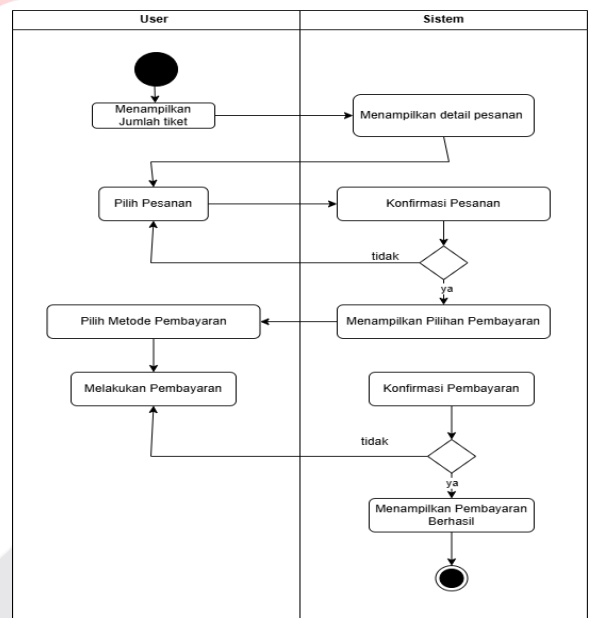 User
Sistem
Menampilkan
Jumlah tiket
Menampilkan detail pesanan
Pilih Pesanan
Konfirmasi Pesanan
tidak
ya
Pilih Metode Pembayaran
Menampilkan Pilihan Pembayaran
Melakukan Pembayaran
Konfirmasi Pembayaran
tidak
ya
Menampilkan Pembayaran
Berhasil